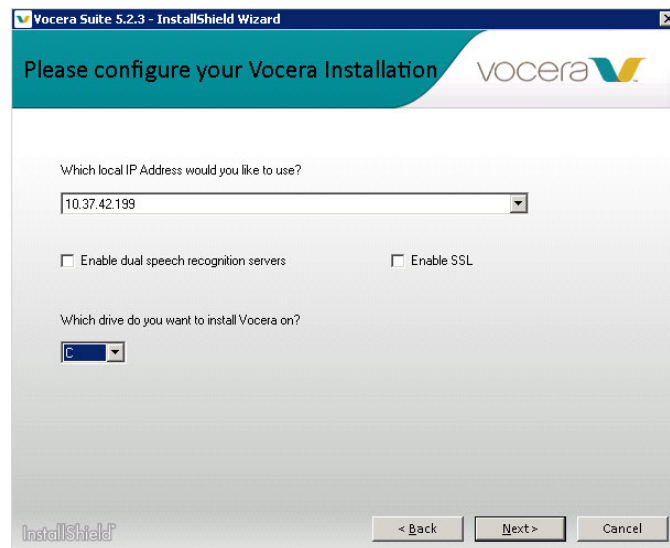 Vocera Suite 5.2.3 - InstallShield Wizard
Please configure your Vocera Installation
vocera
Which local IP Address would you like to use?
10.37.42.199
Enable dual speech recognition servers
Enable SSL
Which drive do you want to install Vocera on?
C
InstallShield
< Back
Next >
Cancel